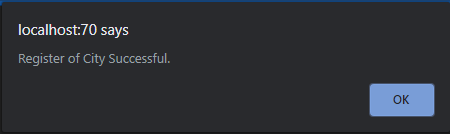 localhost:70 says
Register of City Successful.
OK